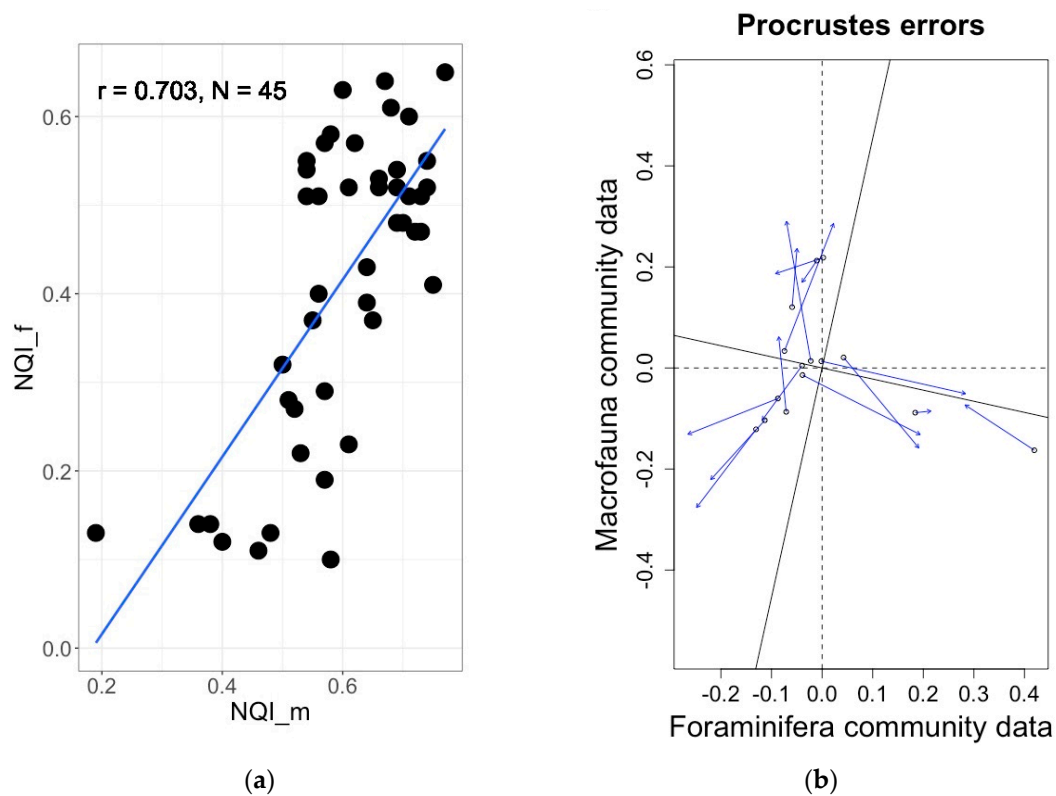 r = 0.703, N = 45
NQI_f
0.6
0.4
0.2
0.0
0.2 0.4 0.6
NQI_m
(a)
Procrustes errors
Macrofauna community data
0.6
0.4
0.2
0.0
-0.2
-0.4
-0.2 -0.1 0.0 0.1 0.2 0.3 0.4
Foraminifera community data
(b)